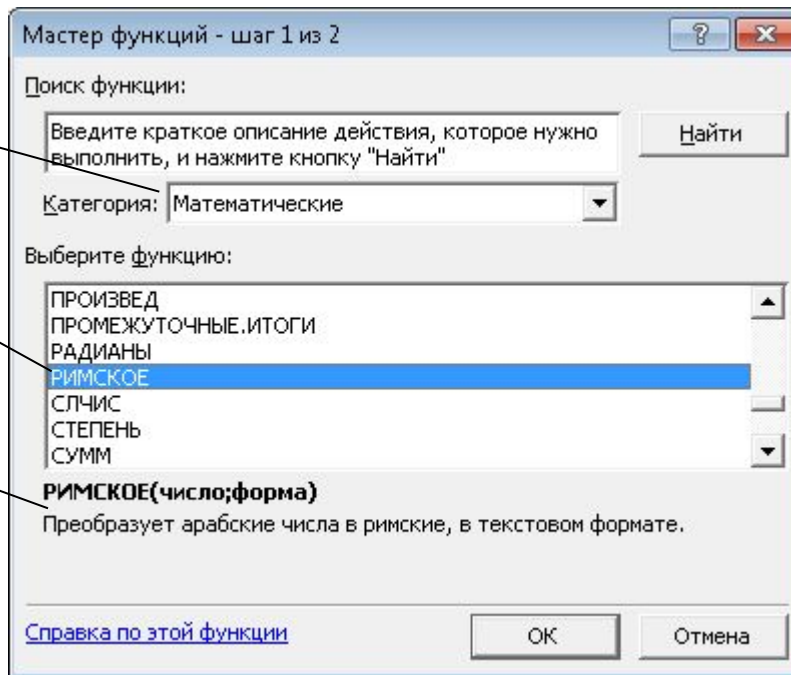 Мастер функций - шаг 1 из 2
Поиск функции:
Введите краткое описание действия, которое нужно
выполнить, и нажмите кнопку "Найти"
Найти
Категория: Математические
Выберите функцию:
ПРОИЗВЕД
ПРОМЕЖУТОЧНЫЕ.ИТОГИ
РАДИАНЫ
РИМСКОЕ
СЛЧИС
СТЕПЕНЬ
СУММ
РИМСКОЕ(число;форма)
Преобразует арабские числа в римские, в текстовом формате.
Справка по этой функции
ОК
Отмена